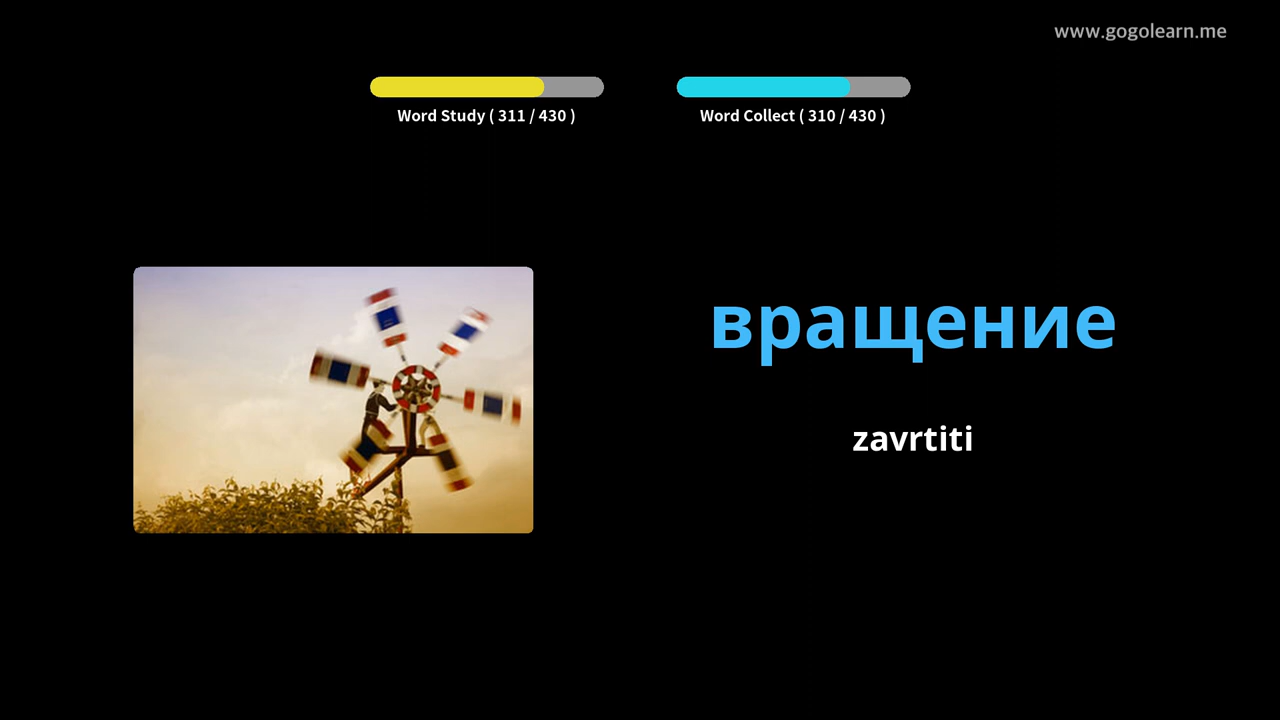 www.gogolearn.me
Word Study ( 311 / 430 )
Word Collect ( 310 / 430 )
вращение
zavrtiti